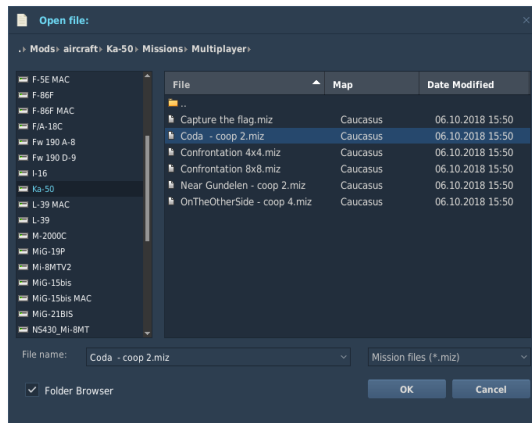 Open file:
.› Mods› aircraft› Ka-50› Missions› Multiplayer›
F-5E MAC
F-86F
F-86F MAC
F/A-18C
Fw 190 A-8
Fw 190 D-9
I-16
Ka-50
L-39 MAC
L-39
M-2000C
MiG-19P
Mi-8MTV2
MiG-15bis
MiG-15bis MAC
MiG-21BIS
NS430_Mi-8MT
File Map Date Modified
..
Capture the flag.miz Caucasus 06.10.2018 15:50
Coda - coop 2.miz Caucasus 06.10.2018 15:50
Confrontation 4x4.miz Caucasus 06.10.2018 15:50
Confrontation 8x8.miz Caucasus 06.10.2018 15:50
Near Gundelen - coop 2.miz Caucasus 06.10.2018 15:50
OnTheOtherSide - coop 4.miz Caucasus 06.10.2018 15:50
File name: Coda - coop 2.miz Mission files (*.miz)
Folder Browser OK Cancel